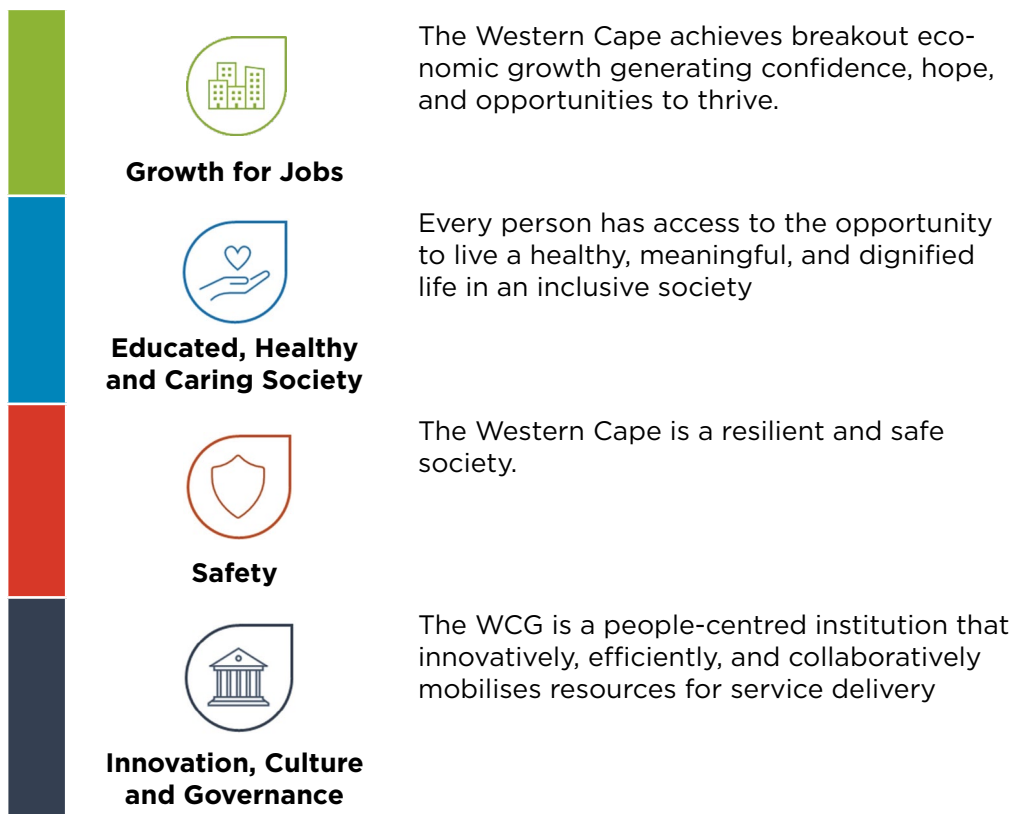 The Western Cape achieves breakout eco-
nomic growth generating confidence, hope,
and opportunities to thrive.
Growth for Jobs
Every person has access to the opportunity
to live a healthy, meaningful, and dignified
life in an inclusive society
Educated, Healthy
and Caring Society
The Western Cape is a resilient and safe
society.
Safety
The WCG is a people-centred institution that
innovatively, efficiently, and collaboratively
mobilises resources for service delivery
Innovation, Culture
and Governance